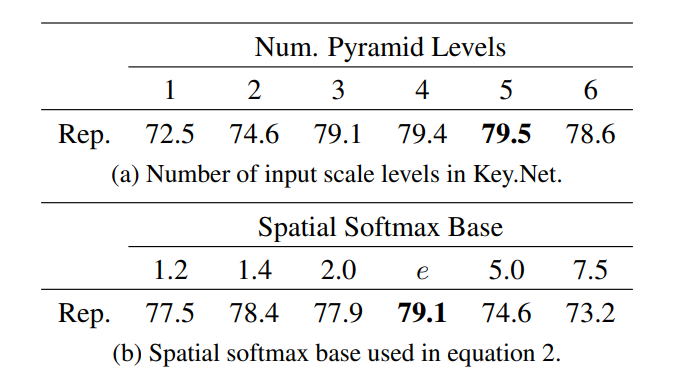 Num. Pyramid Levels
1 2 3 4 5 6
Rep. 72.5 74.6 79.1 79.4 79.5 78.6
(a) Number of input scale levels in Key.Net.
Spatial Softmax Base
1.2 1.4 2.0 e 5.0 7.5
Rep. 77.5 78.4 77.9 79.1 74.6 73.2
(b) Spatial softmax base used in equation 2.